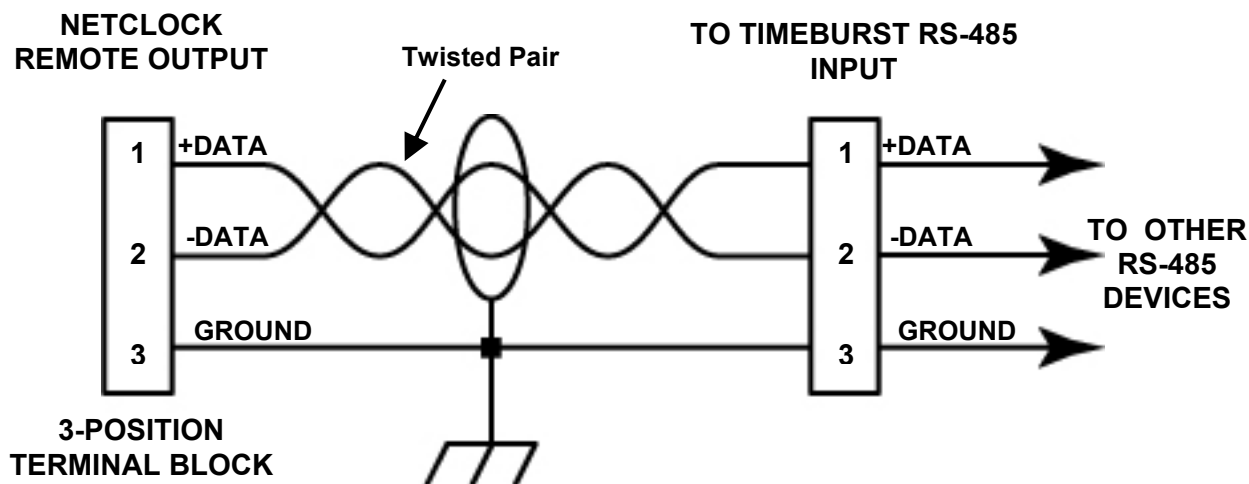 NETCLOCK
REMOTE OUTPUT
Twisted Pair
TO TIMEBURST RS-485
INPUT
1
+DATA
2
-DATA
3
GROUND
1
+DATA
2
-DATA
3
GROUND
TO OTHER
RS-485
DEVICES
3-POSITION
TERMINAL BLOCK